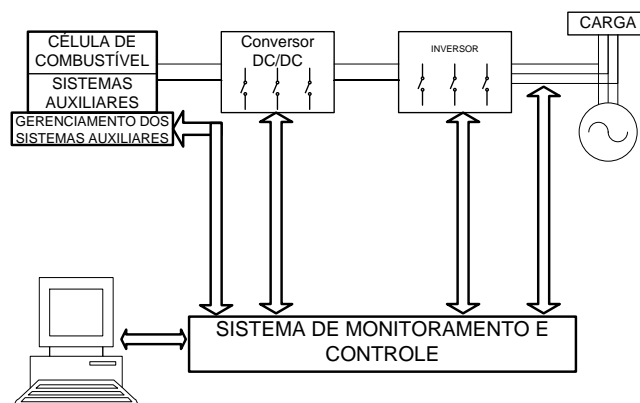 CÉLULA DE
COMBUSTÍVEL
SISTEMAS
AUXILIARES
GERENCIAMENTO DOS
SISTEMAS AUXILIARES
Conversor
DC/DC
INVERSOR
CARGA
SISTEMA DE MONITORAMENTO E
CONTROLE